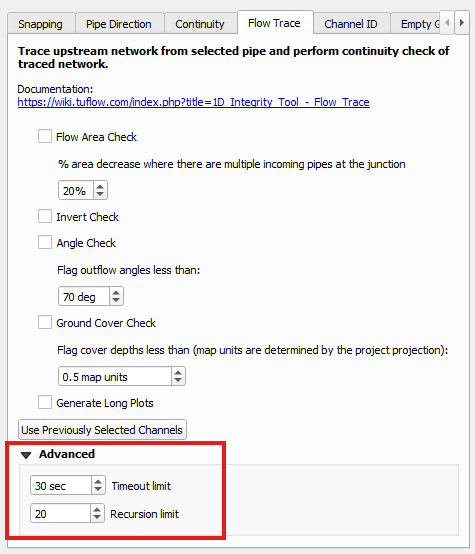 Snapping Pipe Direction Continuity Flow Trace Channel ID Empty G
Trace upstream network from selected pipe and perform continuity check of
traced network.
Documentation:
https://wiki.tuflow.com/index.php?title=1D_Integrity_Tool_-_Flow_Trace
Flow Area Check
% area decrease where there are multiple incoming pipes at the junction
20%
Invert Check
Angle Check
Flag outflow angles less than:
70 deg
Ground Cover Check
Flag cover depths less than (map units are determined by the project projection):
0.5 map units
Generate Long Plots
Use Previously Selected Channels
Advanced
30 sec Timeout limit
20 Recursion limit